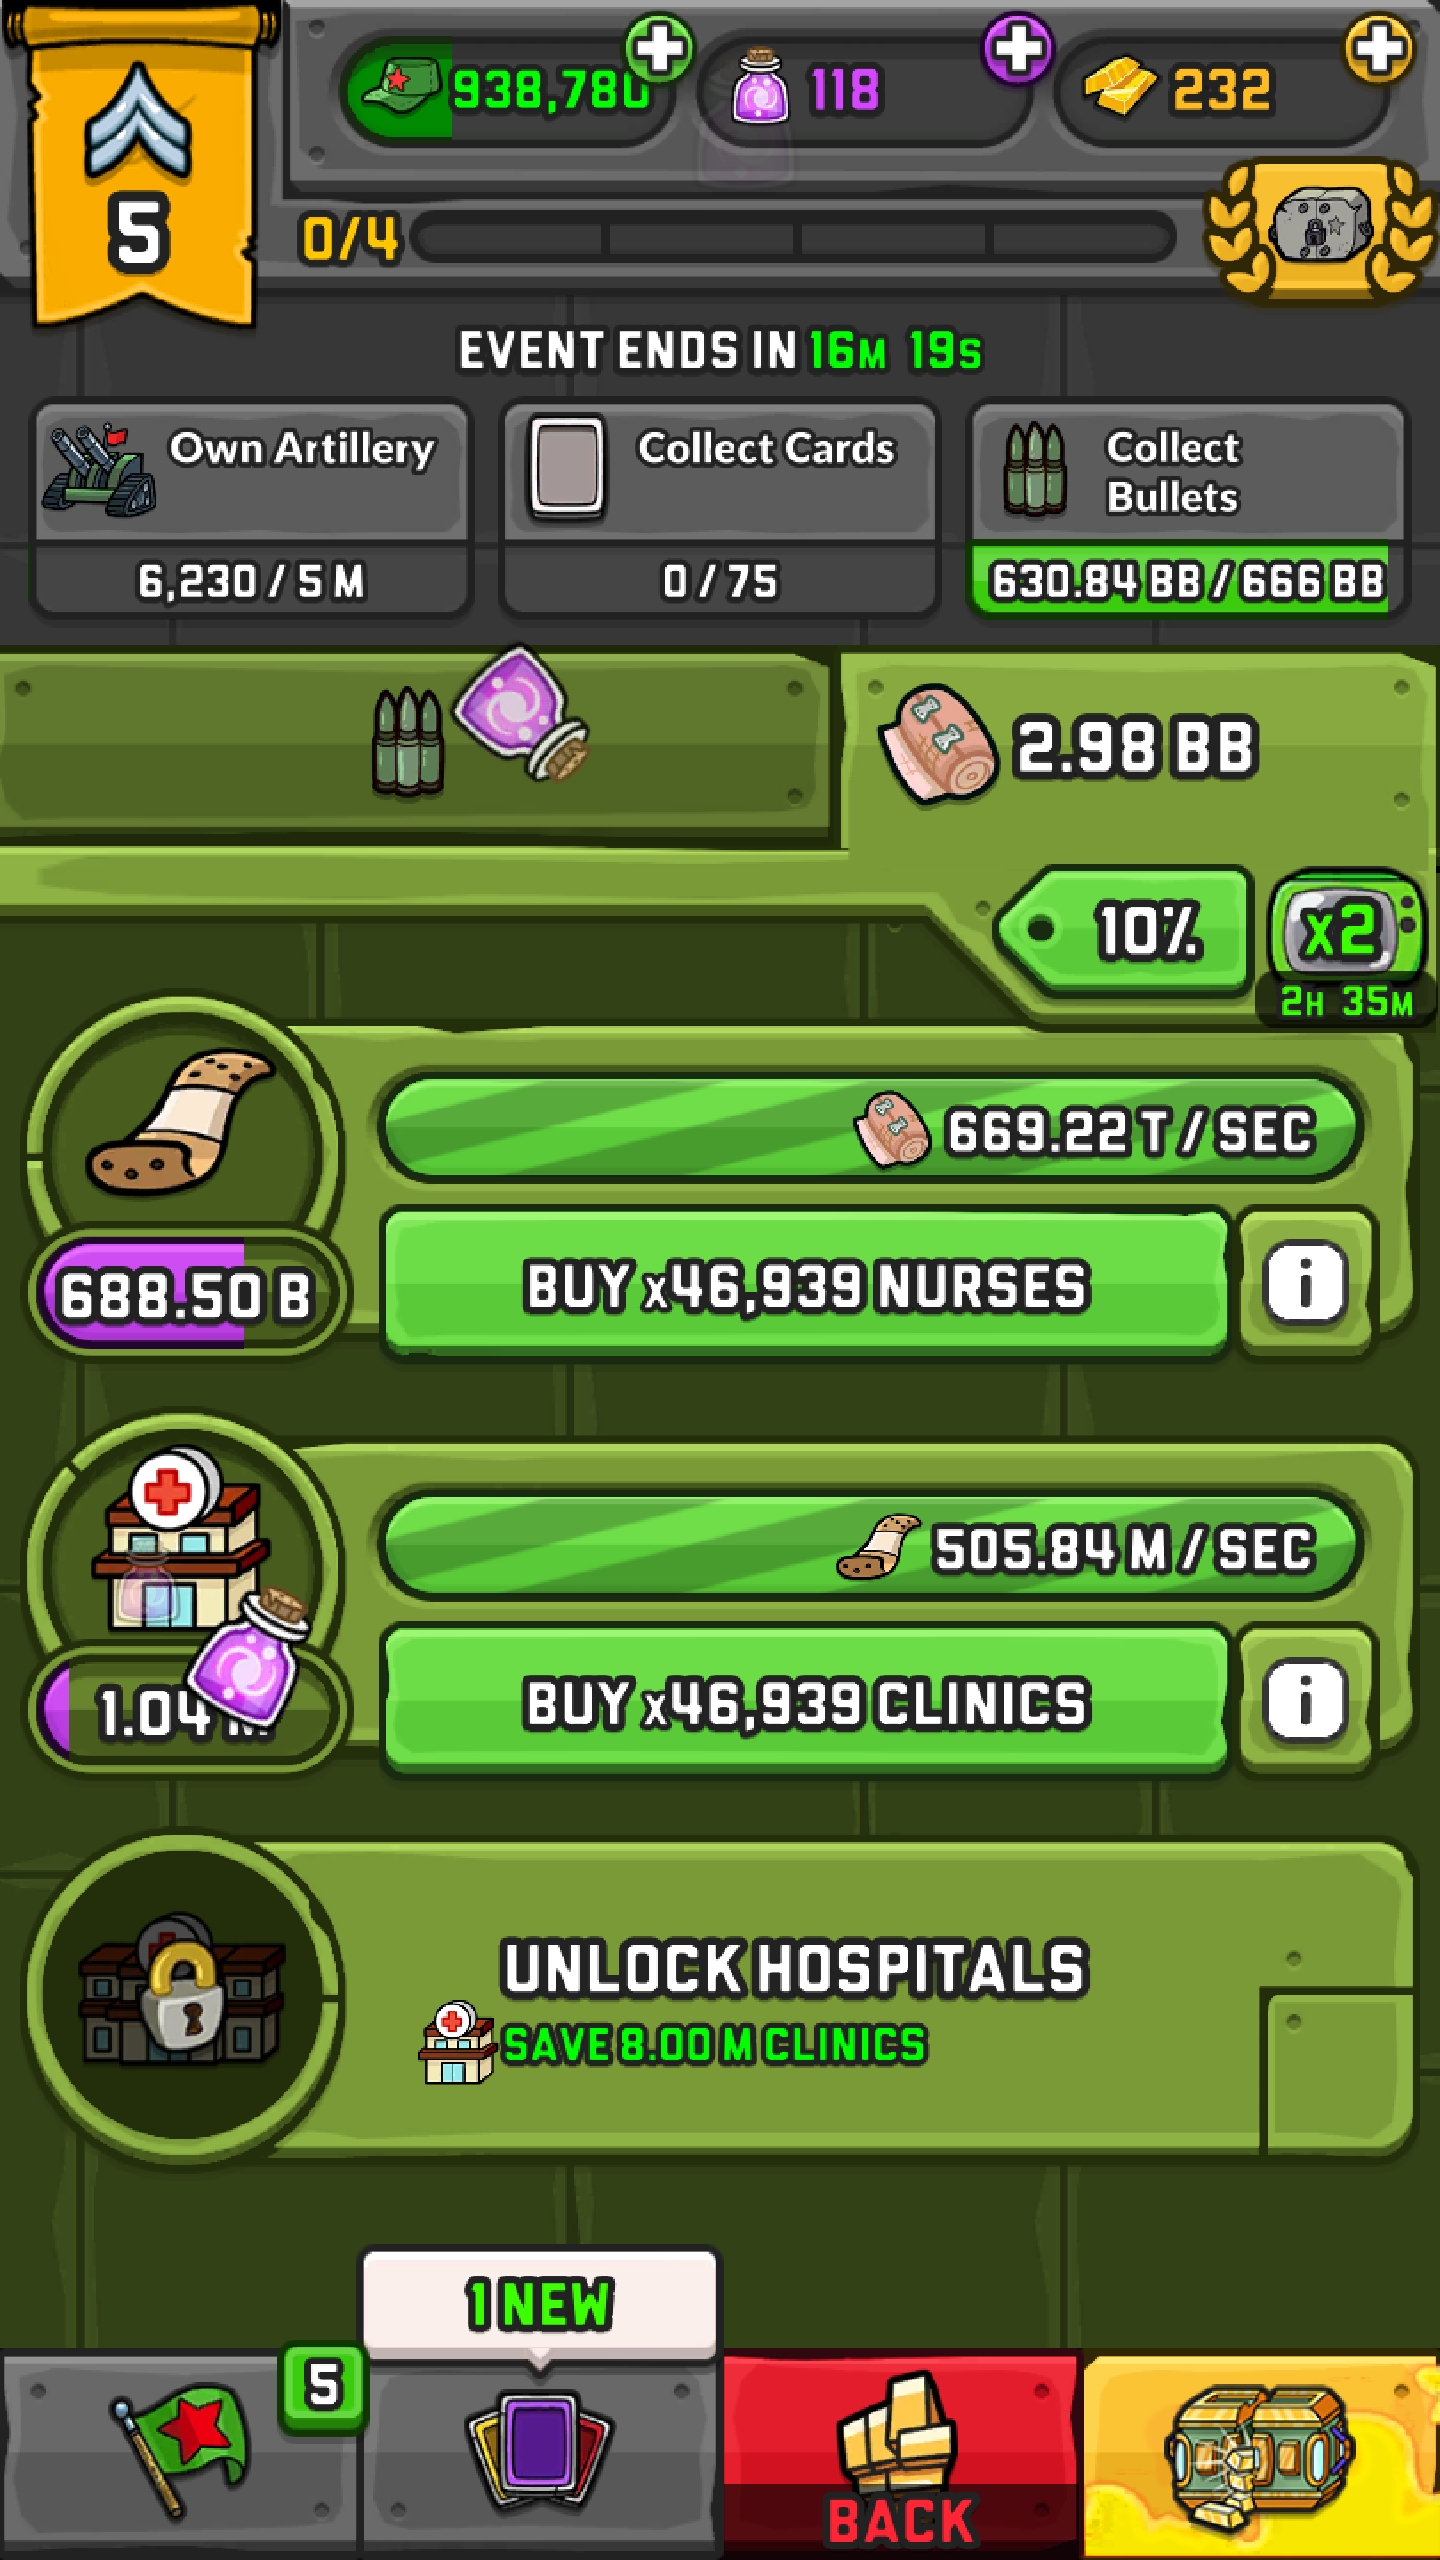 938,780
118
232
5
0/4
EVENT ENDS IN 16M 19S
Own Artillery
6,230 / 5 M
Collect Cards
0 / 75
Collect
Bullets
630.84 BB / 666 BB
2.98 BB
10%
x2
2H 35M
669.22 T / SEC
688.50 B
BUY x46,939 NURSES
i
505.84 M / SEC
1.04
BUY x46,939 CLINICS
i
UNLOCK HOSPITALS
SAVE 8.00 M CLINICS
1 NEW
5
BACK